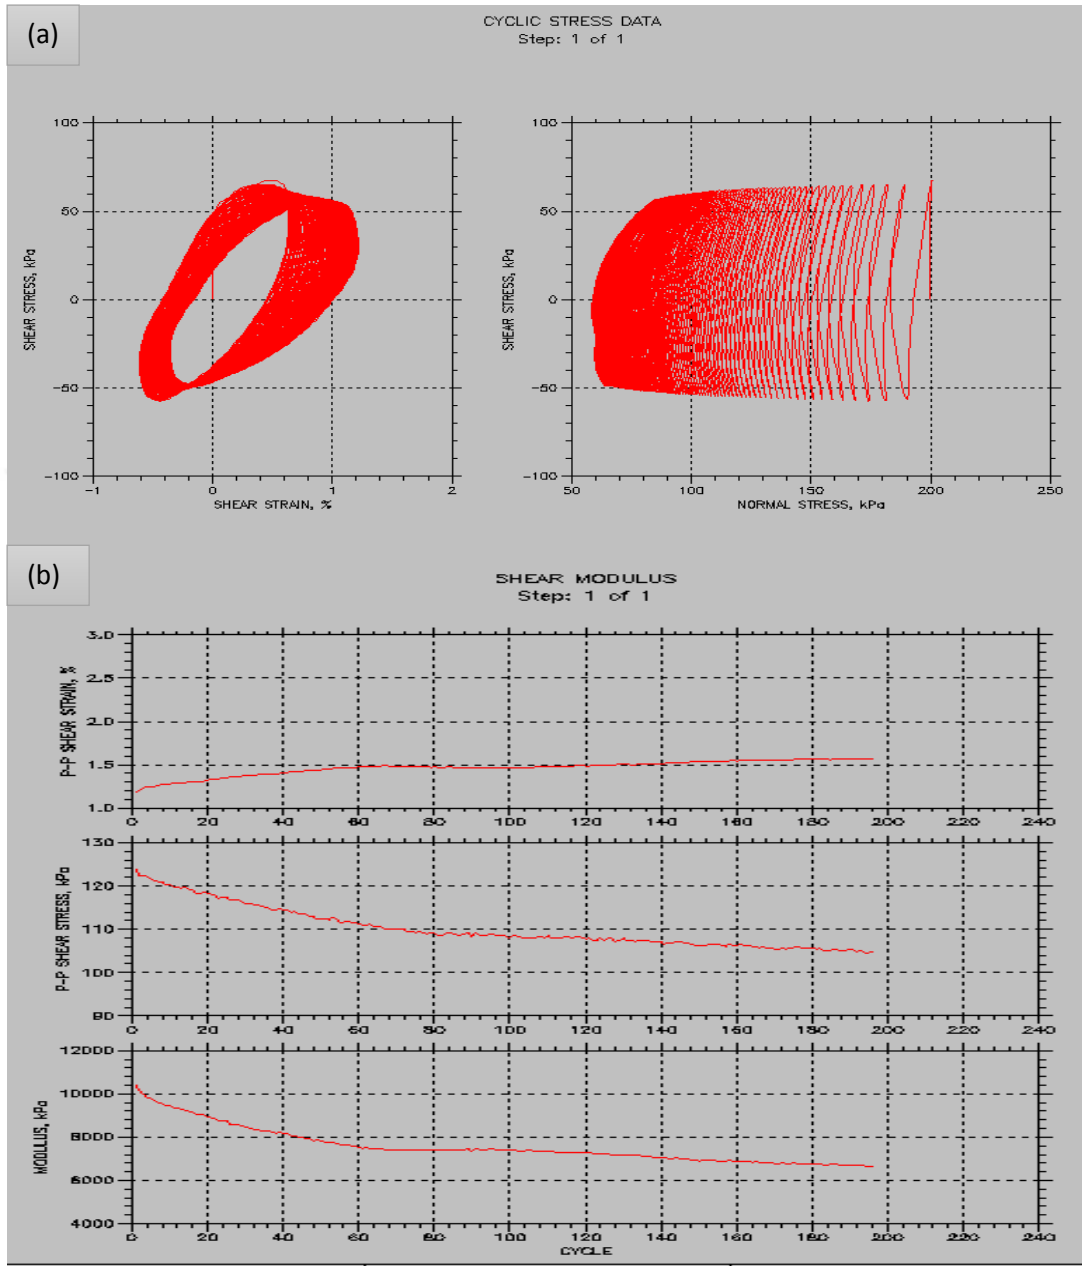 (a)
CYCLIC STRESS DATA
Step: 1 of 1
100
50
0
-50
-100
SHEAR STRESS, kPa
-1 0 1 2
SHEAR STRAIN, %
100
50
0
-50
-100
SHEAR STRESS, kPa
50 100 150 200 250
NORMAL STRESS, kPa
(b)
SHEAR MODULUS
Step: 1 of 1
3.0
2.5
2.0
1.5
1.0
P-P SHEAR STRAIN, %
0 20 40 60 80 100 120 140 160 180 200 220 240
130
120
110
100
90
P-P SHEAR STRESS, kPa
0 20 40 60 80 100 120 140 160 180 200 220 240
12000
10000
8000
6000
4000
MODULUS, kPa
0 20 40 60 80 100 120 140 160 180 200 220 240
CYCLE